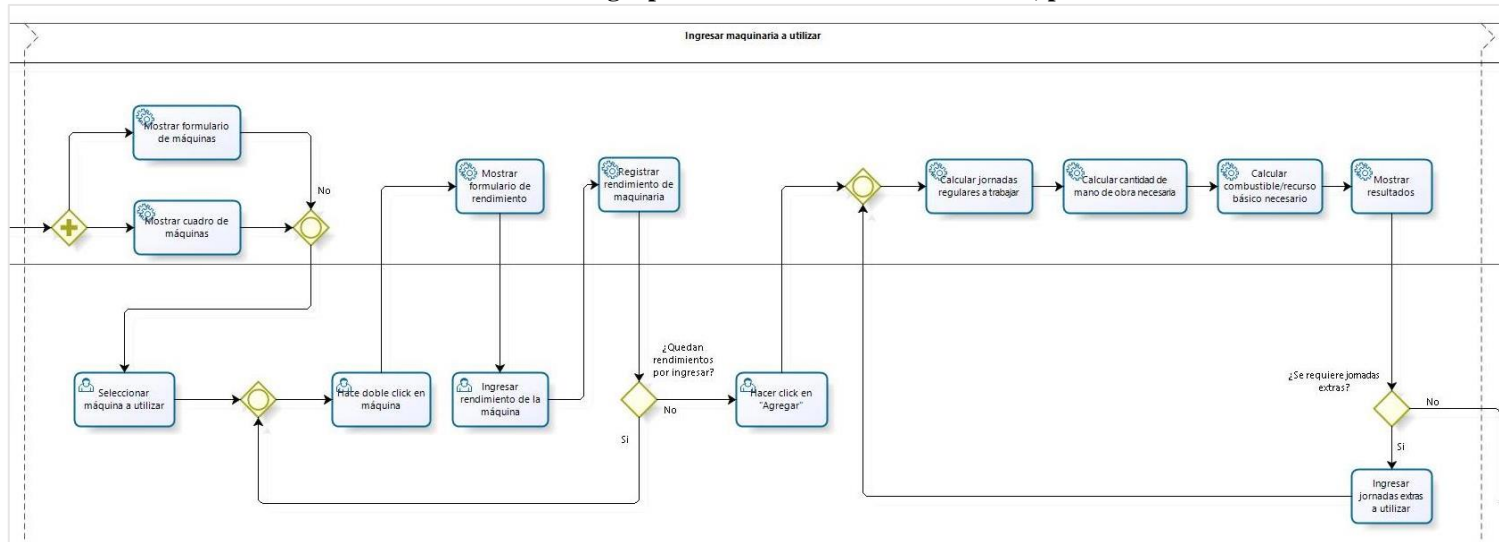 Ingresar maquinaria a utilizar
Mostrar formulario
de máquinas
No
Mostrar cuadro de
máquinas
Mostrar
formulario de
rendimiento
Registrar
rendimiento de
maquinaria
Calcular jornadas
regulares a trabajar
Calcular cantidad de
mano de obra necesaria
Calcular
combustible/recurso
básico necesario
Mostrar
resultados
Seleccionar
máquina a utilizar
Hace doble click en
máquina
Ingresar
rendimiento de la
máquina
¿Quedan
rendimientos
por ingresar?
No
Si
Hacer click en
"Agregar"
¿Se requiere jornadas
extras?
No
Si
Ingresar
jornadas extras
a utilizar